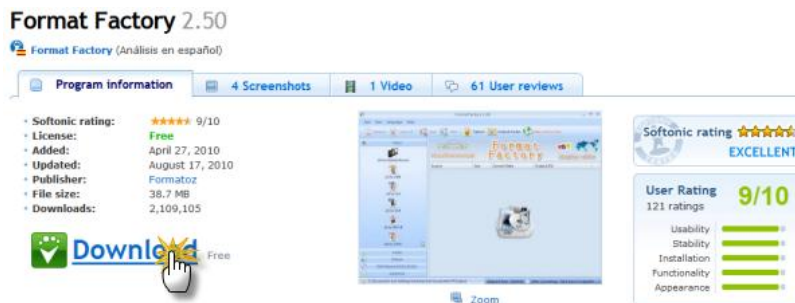 Format Factory 2.50
Format Factory (Análisis en español)
Program information
4 Screenshots
1 Video
61 User reviews
Softonic rating: 9/10
License: Free
Added: April 27, 2010
Updated: August 17, 2010
Publisher: Formatoz
File size: 38.7 MB
Downloads: 2,109,105
Download Free
Format
Factory
Zoom
Softonic rating
EXCELLENT
User Rating
121 ratings
9/10
Usability
Stability
Installation
Functionality
Appearance